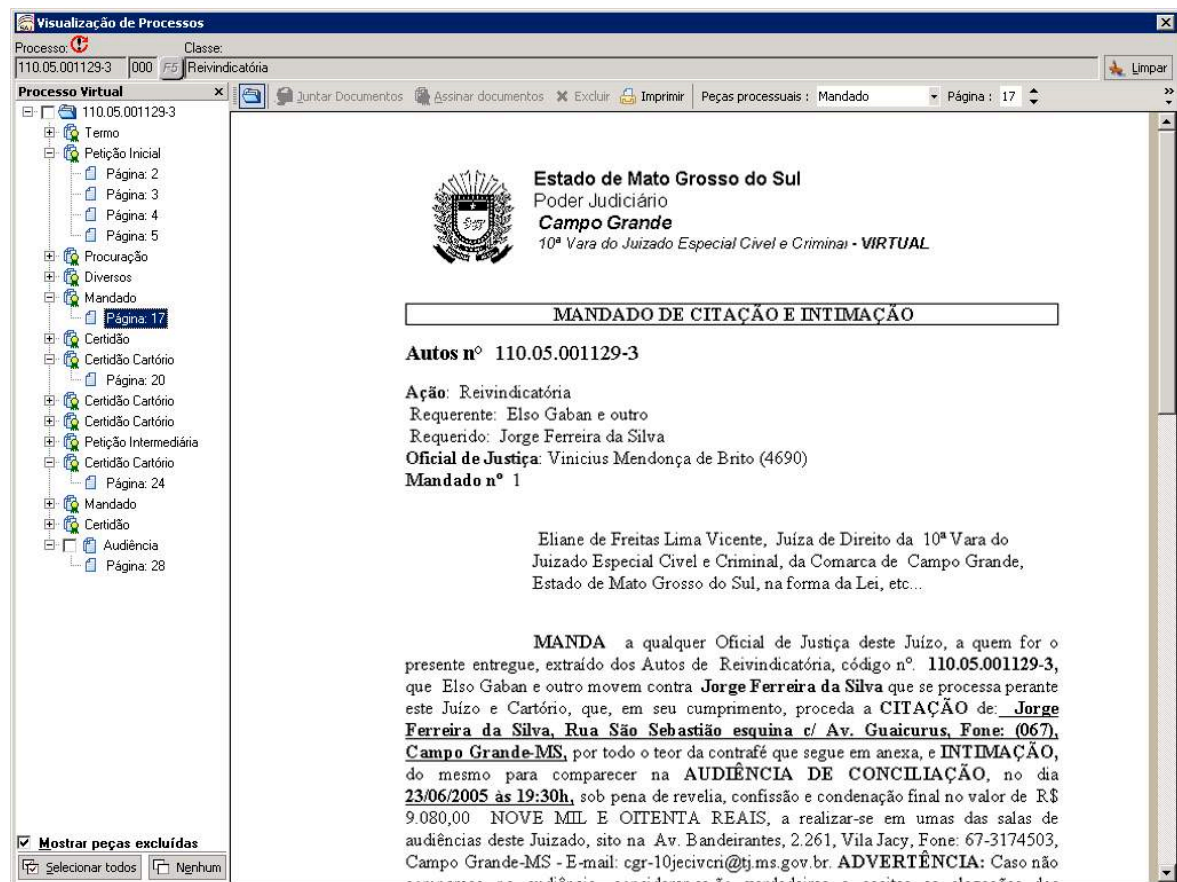 Visualização de Processos
Processo: Classe:
110.05.001129-3 000 F5 Reivindicatória Limpar
Processo Virtual
Juntar Documentos Assinar documentos Excluir Imprimir Peças processuais : Mandado Página : 17
110.05.001129-3
Termo
Petição Inicial
Página: 2
Página: 3
Página: 4
Página: 5
Procuração
Diversos
Mandado
Página: 17
Certidão
Certidão Cartório
Página: 20
Certidão Cartório
Certidão Cartório
Petição Intermediária
Certidão Cartório
Página: 24
Mandado
Certidão
Audiência
Página: 28
Mostrar peças excluídas
Selecionar todos Nenhum
Estado de Mato Grosso do Sul
Poder Judiciário
Campo Grande
10ª Vara do Juizado Especial Civel e Criminal - VIRTUAL
MANDADO DE CITAÇÃO E INTIMAÇÃO
Autos nº 110.05.001129-3
Ação: Reivindicatória
Requerente: Elso Gaban e outro
Requerido: Jorge Ferreira da Silva
Oficial de Justiça: Vinicius Mendonça de Brito (4690)
Mandado nº 1
Eliane de Freitas Lima Vicente, Juíza de Direito da 10ª Vara do
Juizado Especial Civel e Criminal, da Comarca de Campo Grande,
Estado de Mato Grosso do Sul, na forma da Lei, etc...
MANDA a qualquer Oficial de Justiça deste Juízo, a quem for o
presente entregue, extraído dos Autos de Reivindicatória, código nº. 110.05.001129-3,
que Elso Gaban e outro movem contra Jorge Ferreira da Silva que se processa perante
este Juízo e Cartório, que, em seu cumprimento, proceda a CITAÇÃO de: Jorge
Ferreira da Silva, Rua São Sebastião esquina c/ Av. Guaicurus, Fone: (067),
Campo Grande-MS, por todo o teor da contrafé que segue em anexa, e INTIMAÇÃO,
do mesmo para comparecer na AUDIÊNCIA DE CONCILIAÇÃO, no dia
23/06/2005 às 19:30h, sob pena de revelia, confissão e condenação final no valor de R$
9.080,00 NOVE MIL E OITENTA REAIS, a realizar-se em umas das salas de
audiências deste Juizado, sito na Av. Bandeirantes, 2.261, Vila Jacy, Fone: 67-3174503,
Campo Grande-MS - E-mail: cgr-10jecivcri@tj.ms.gov.br. ADVERTÊNCIA: Caso não